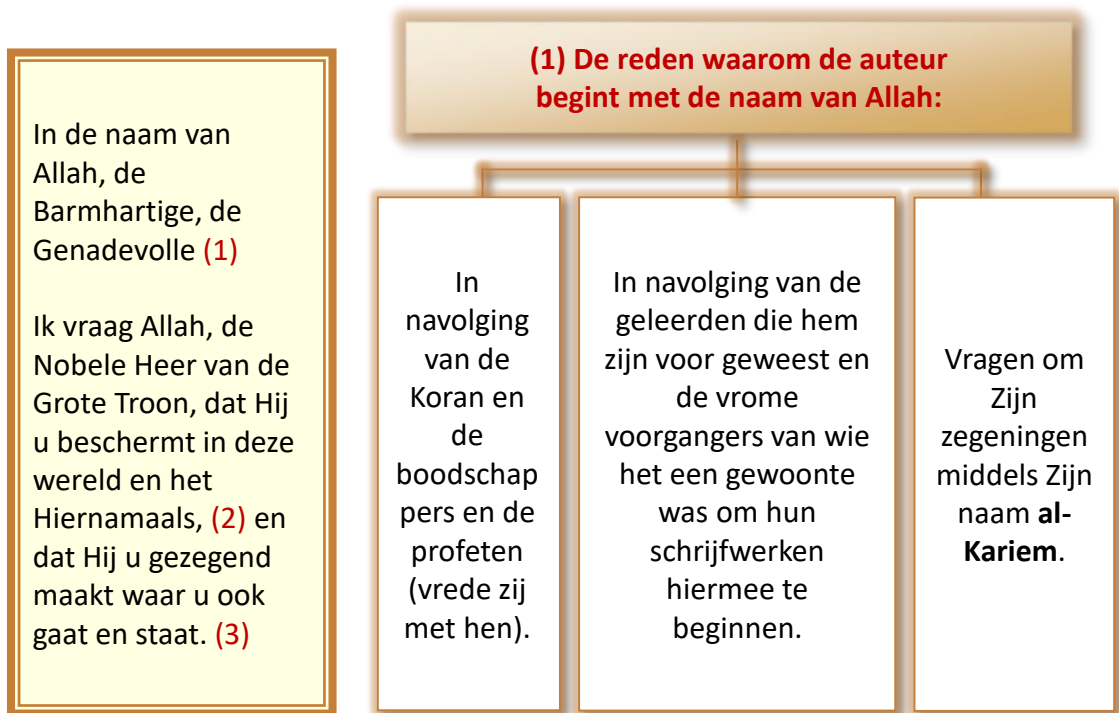 In de naam van
Allah, de
Barmhartige, de
Genadevolle (1)
Ik vraag Allah, de
Nobele Heer van de
Grote Troon, dat Hij
u beschermt in deze
wereld en het
Hiernamaals, (2) en
dat Hij u gezegend
maakt waar u ook
gaat en staat. (3)
(1) De reden waarom de auteur
begint met de naam van Allah:
In
navolging
van de
Koran en
de
boodschap
pers en de
profeten
(vrede zij
met hen).
In navolging van de
geleerden die hem
zijn voor geweest en
de vrome
voorgangers van wie
het een gewoonte
was om hun
schrijfwerken
hiermee te
beginnen.
Vragen om
Zijn
zegeningen
middels Zijn
naam al-
Kariem.